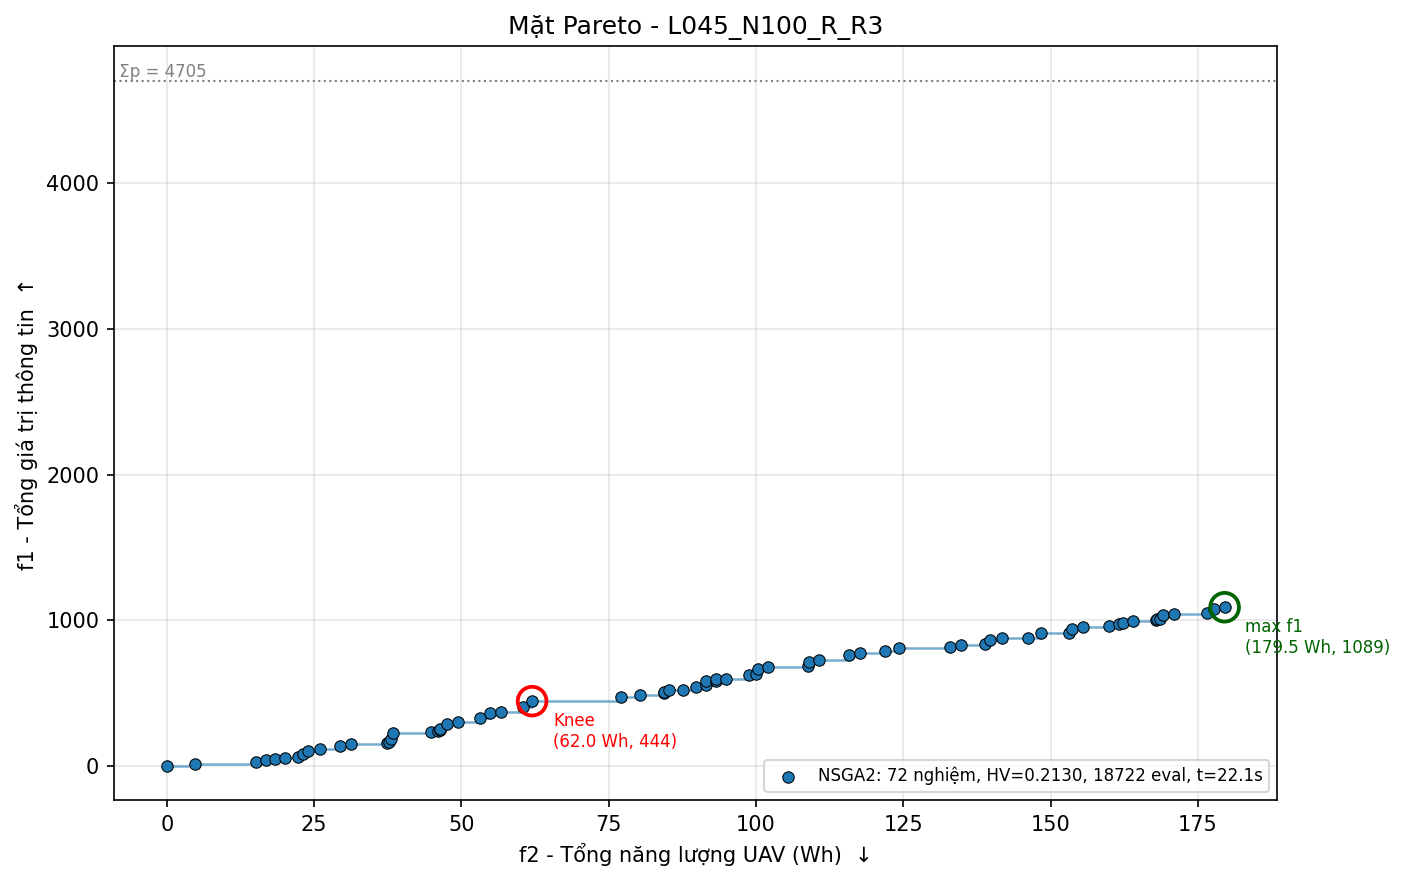 Mặt Pareto - L045_N100_R_R3
Σp = 4705
f1 - Tổng giá trị thông tin ↑
4000
3000
2000
1000
0
max f1
(179.5 Wh, 1089)
Knee
(62.0 Wh, 444)
NSGA2: 72 nghiệm, HV=0.2130, 18722 eval, t=22.1s
0 25 50 75 100 125 150 175
f2 - Tổng năng lượng UAV (Wh) ↓